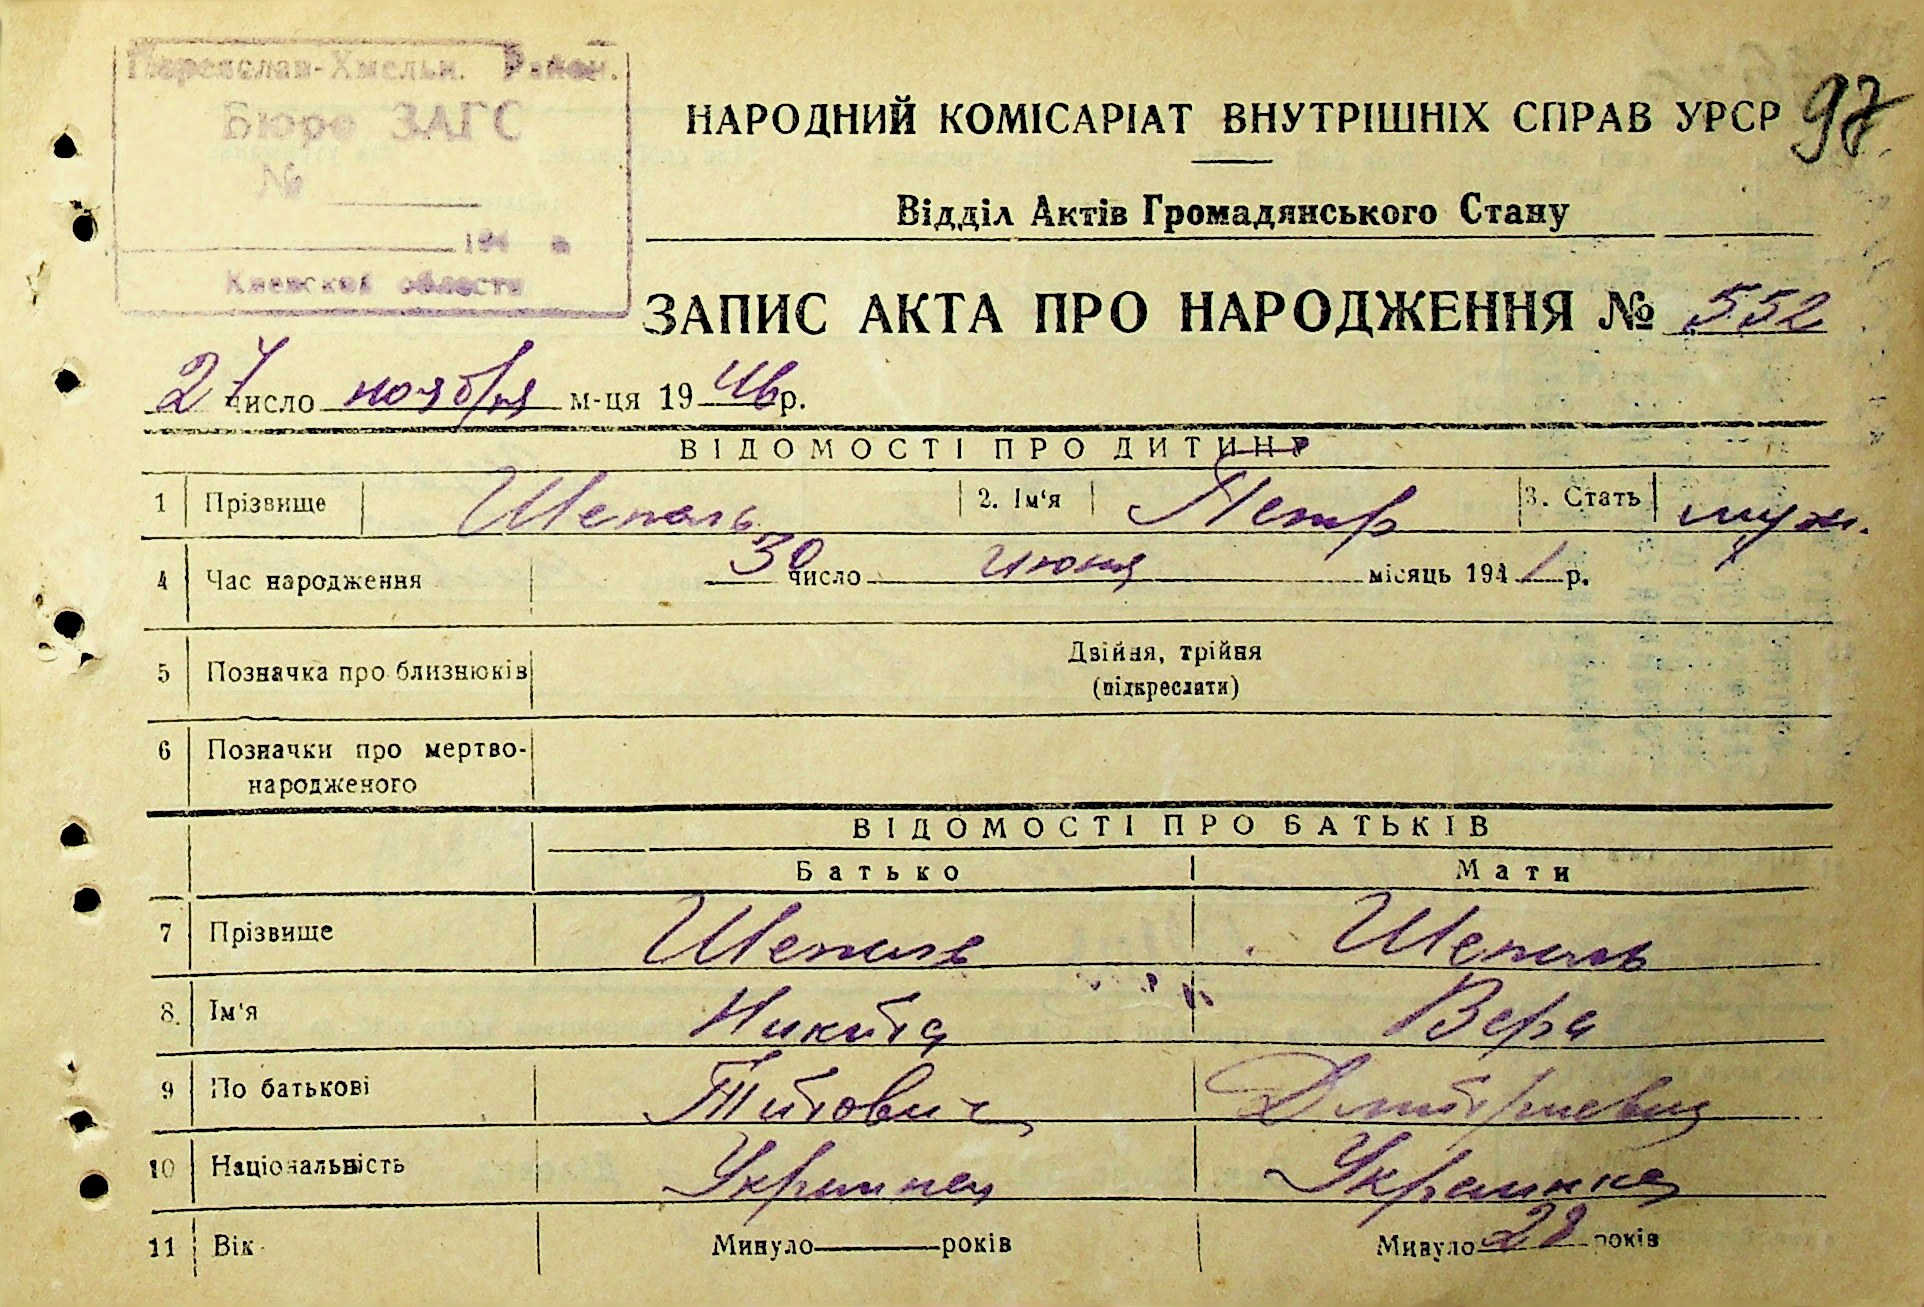 Переяслав-Хмельн. Район.
Бюро ЗАГС
№
194 г.
Киевской области
97
НАРОДНИЙ КОМІСАРІАТ ВНУТРІШНІХ СПРАВ УРСР
Відділ Актів Громадянського Стану
ЗАПИС АКТА ПРО НАРОДЖЕННЯ № 552
27 число ноября м-ця 1946 р.
ВІДОМОСТІ ПРО ДИТИНУ
1 Прізвище Шепель 2. Ім'я Петр 3. Стать муж.
4 Час народження 30 число июня місяць 1941 р.
5 Позначка про близнюків Двійня, трійня
(підкреслати)
6 Позначки про мертво-
народженого
ВІДОМОСТІ ПРО БАТЬКІВ
Батько Мати
7 Прізвище Шепель Шепель
8. Ім'я Никита Вера
9 По батькові Титович Дмитриевна
10 Національність Украинец Украинка
11 Вік Минуло років Минуло 28 років